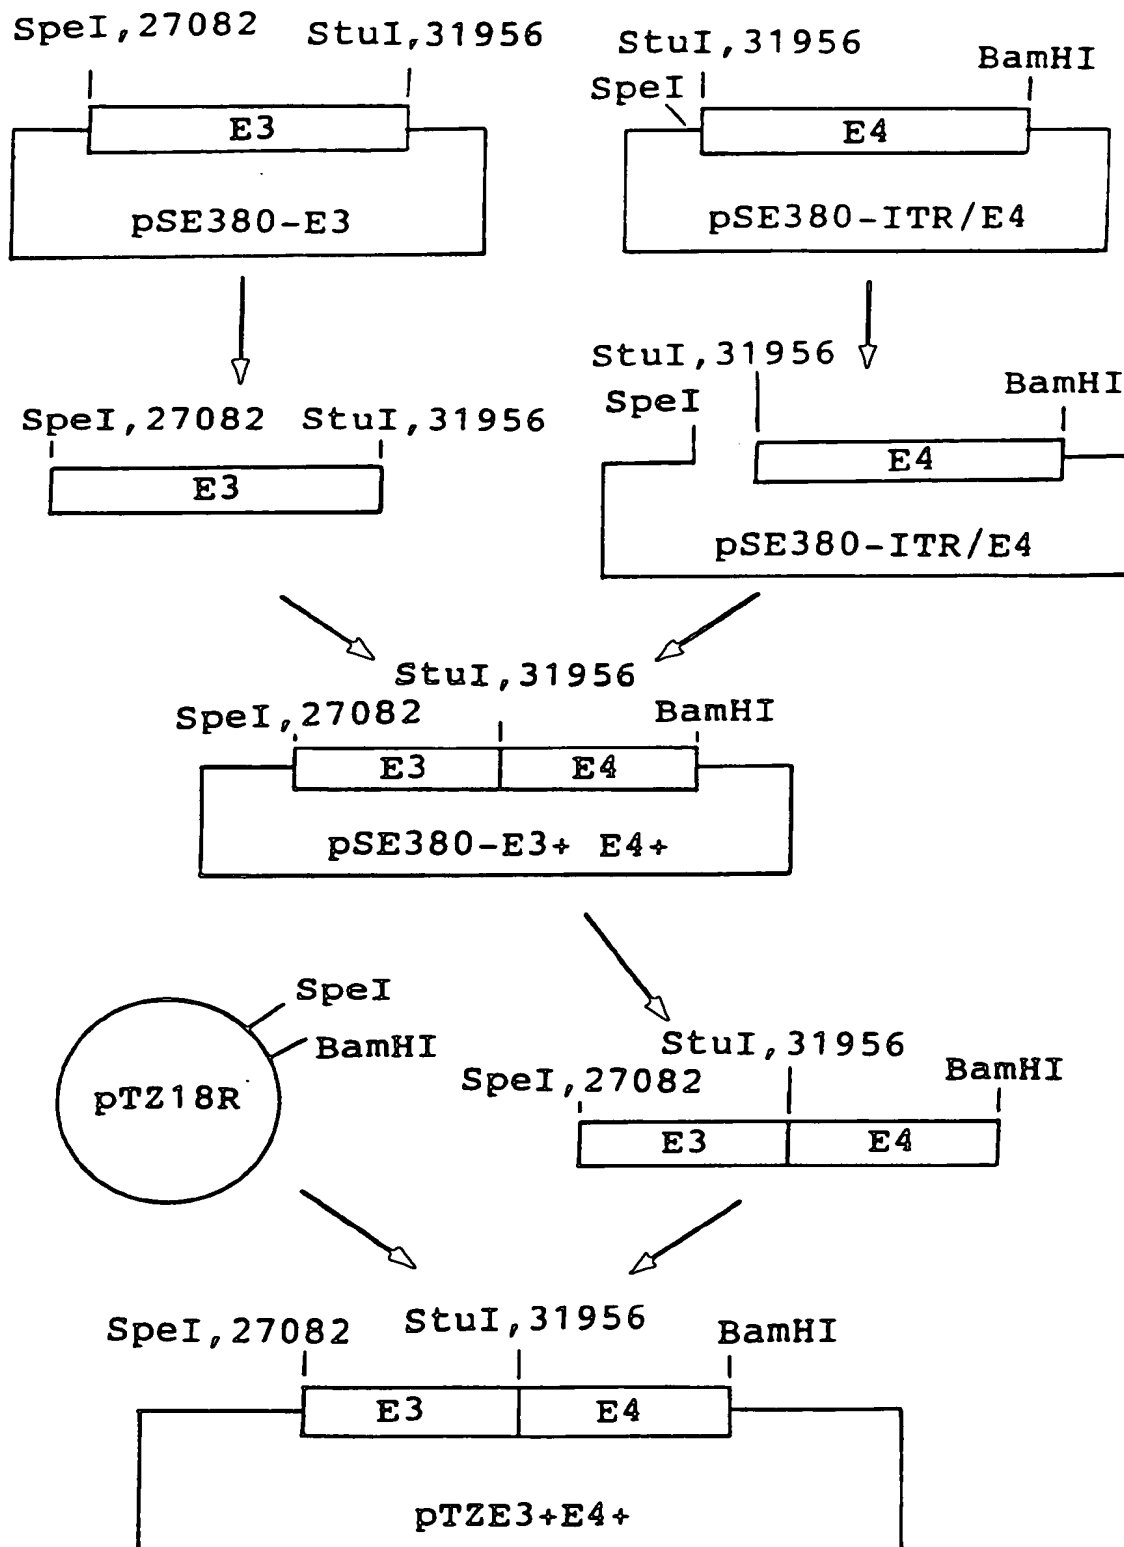 SpeI,27082 StuI,31956
StuI,31956
BamHI
SpeI
E3
E4
pSE380-E3
pSE380-ITR/E4
StuI,31956
BamHI
SpeI
SpeI,27082 StuI,31956
E4
E3
pSE380-ITR/E4
StuI,31956
SpeI,27082
BamHI
E3 E4
pSE380-E3+ E4+
SpeI
BamHI
StuI,31956
SpeI,27082
BamHI
pTZ18R
E3 E4
SpeI,27082 StuI,31956 BamHI
E3 E4
pTZE3+E4+